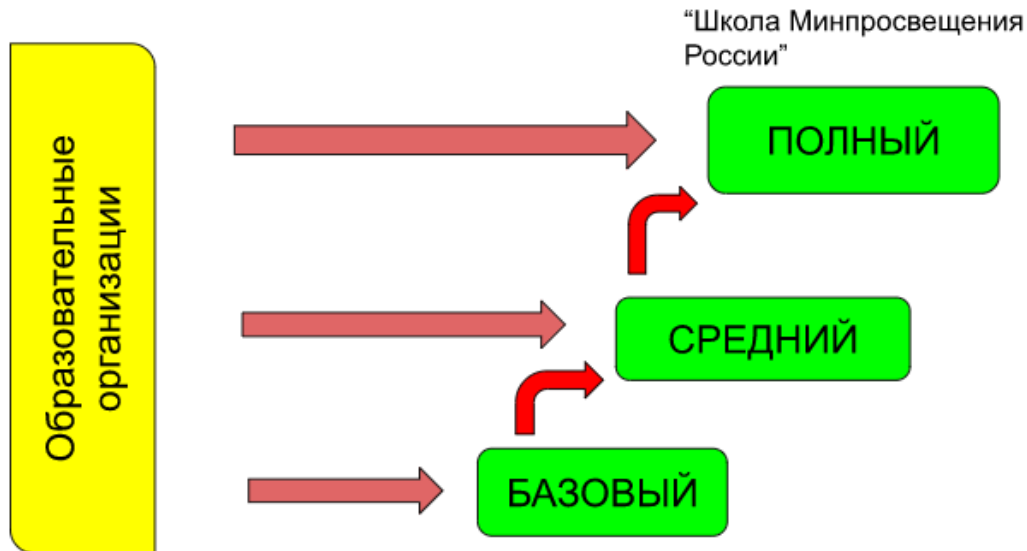 “Школа Минпросвещения
России”
ПОЛНЫЙ
Образовательные
организации
СРЕДНИЙ
БАЗОВЫЙ